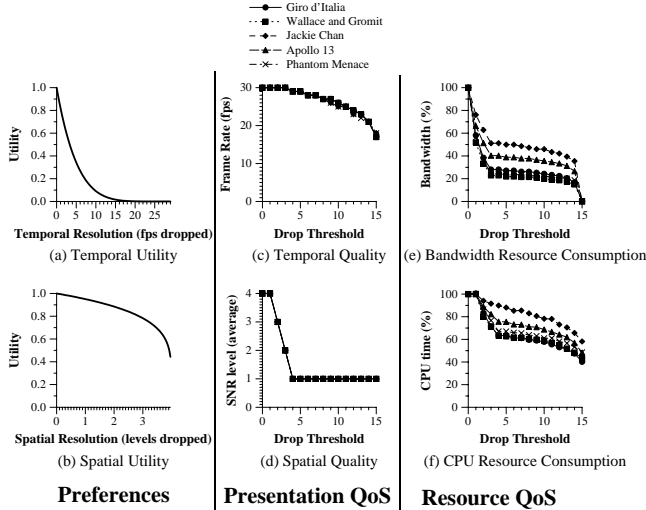 Giro d'Italia
Wallace and Gromit
Jackie Chan
Apollo 13
Phantom Menace
Utility
1.0
0.8
0.6
0.4
0.2
0.0
0 5 10 15 20 25
Temporal Resolution (fps dropped)
(a) Temporal Utility
Frame Rate (fps)
30
20
10
0
0 5 10 15
Drop Threshold
(c) Temporal Quality
Bandwidth (%)
100
80
60
40
20
0
0 5 10 15
Drop Threshold
(e) Bandwidth Resource Consumption
Utility
1.0
0.8
0.6
0.4
0.2
0.0
0 1 2 3
Spatial Resolution (levels dropped)
(b) Spatial Utility
SNR level (average)
4
3
2
1
0
0 5 10 15
Drop Threshold
(d) Spatial Quality
CPU time (%)
100
80
60
40
20
0
0 5 10 15
Drop Threshold
(f) CPU Resource Consumption
Preferences
Presentation QoS
Resource QoS